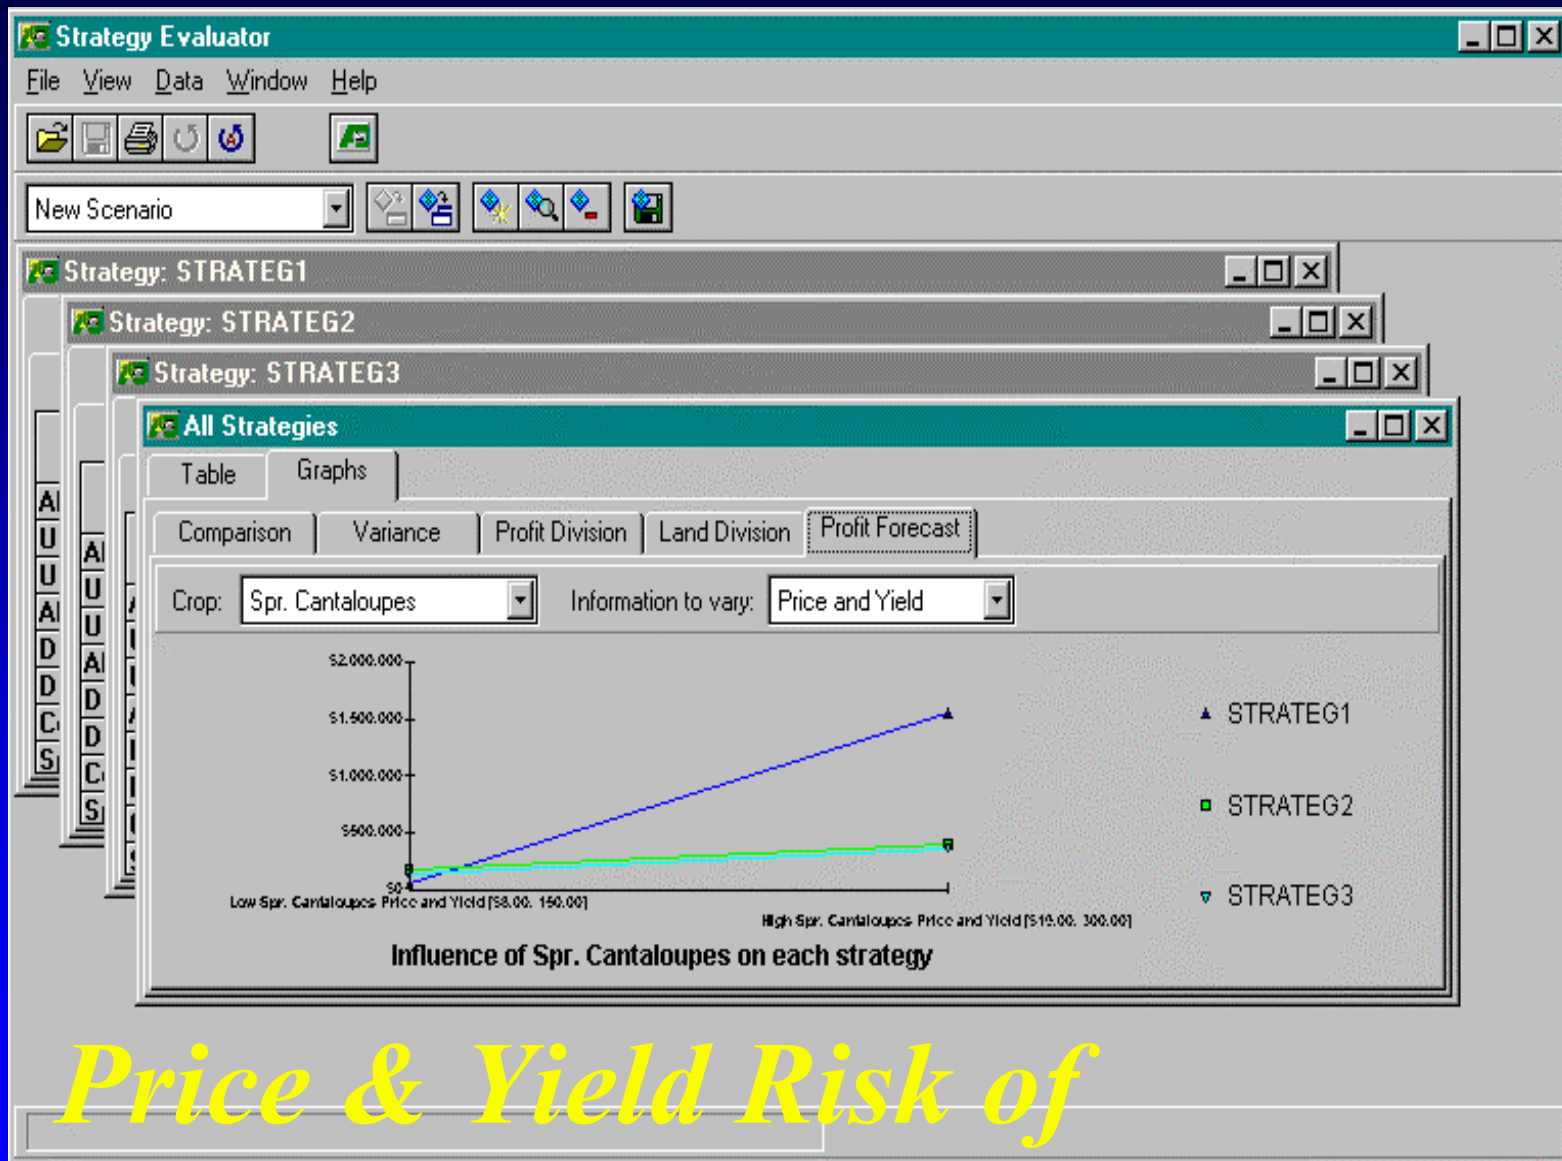 Strategy Evaluator
File View Data Window Help
New Scenario
Strategy: STRATEG1
Strategy: STRATEG2
Strategy: STRATEG3
All Strategies
Table Graphs
Comparison Variance Profit Division Land Division Profit Forecast
Crop: Spr. Cantaloupes Information to vary: Price and Yield
$2,000,000
$1,500,000
$1,000,000
$500,000
$0
STRATEG1
STRATEG2
STRATEG3
Low Spr. Cantaloupes Price and Yield [$8.00, 150.00]
High Spr. Cantaloupes Price and Yield
Influence of Spr. Cantaloupes on each strategy
Price & Yield Risk of